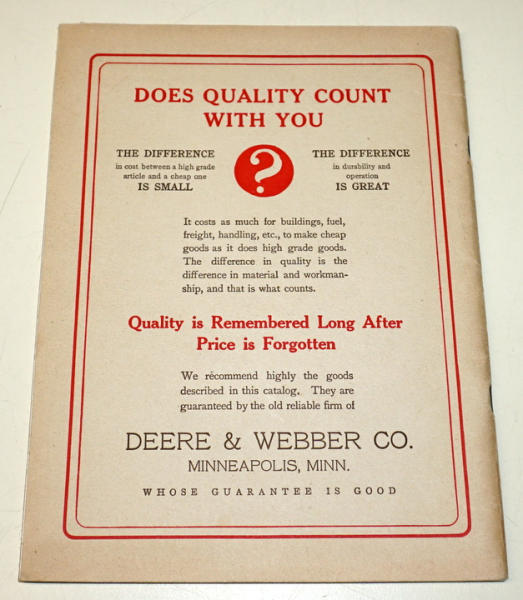 DOES QUALITY COUNT
WITH YOU
THE DIFFERENCE
in cost between a high grade
article and a cheap one
IS SMALL
?
THE DIFFERENCE
in durability and
operation
IS GREAT
It costs as much for buildings, fuel,
freight, handling, etc., to make cheap
goods as it does high grade goods.
The difference in quality is the
difference in material and workman-
ship, and that is what counts.
Quality is Remembered Long After
Price is Forgotten
We recommend highly the goods
described in this catalog. They are
guaranteed by the old reliable firm of
DEERE & WEBBER CO.
MINNEAPOLIS, MINN.
WHOSE GUARANTEE IS GOOD